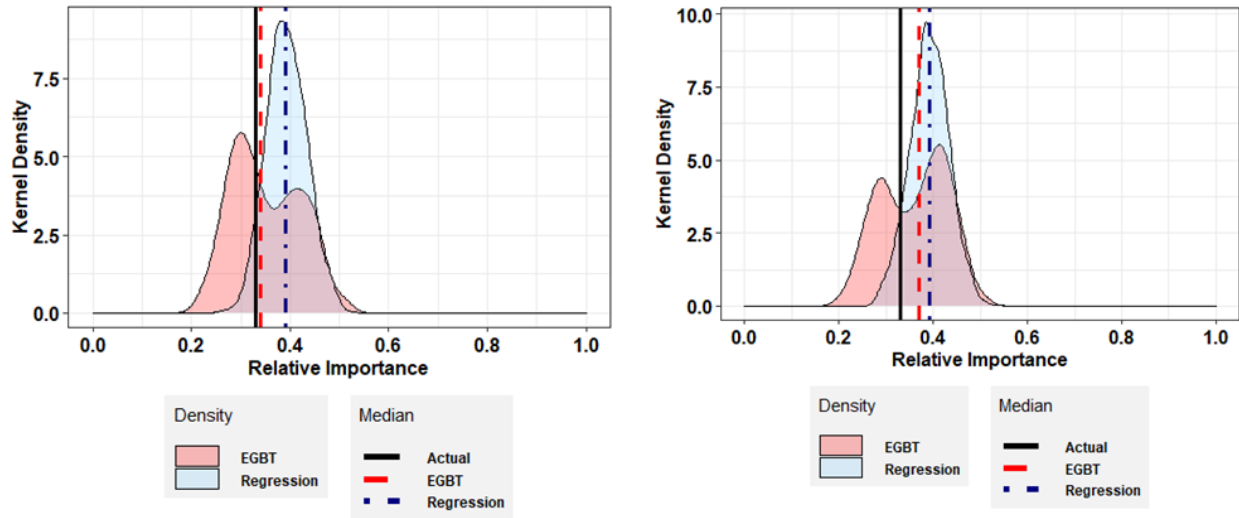 7.5
5.0
2.5
0.0
Kernel Density
0.0 0.2 0.4 0.6 0.8 1.0
Relative Importance
Density
EGBT
Regression
Median
Actual
EGBT
Regression
10.0
7.5
5.0
2.5
0.0
Kernel Density
0.0 0.2 0.4 0.6 0.8 1.0
Relative Importance
Density
EGBT
Regression
Median
Actual
EGBT
Regression